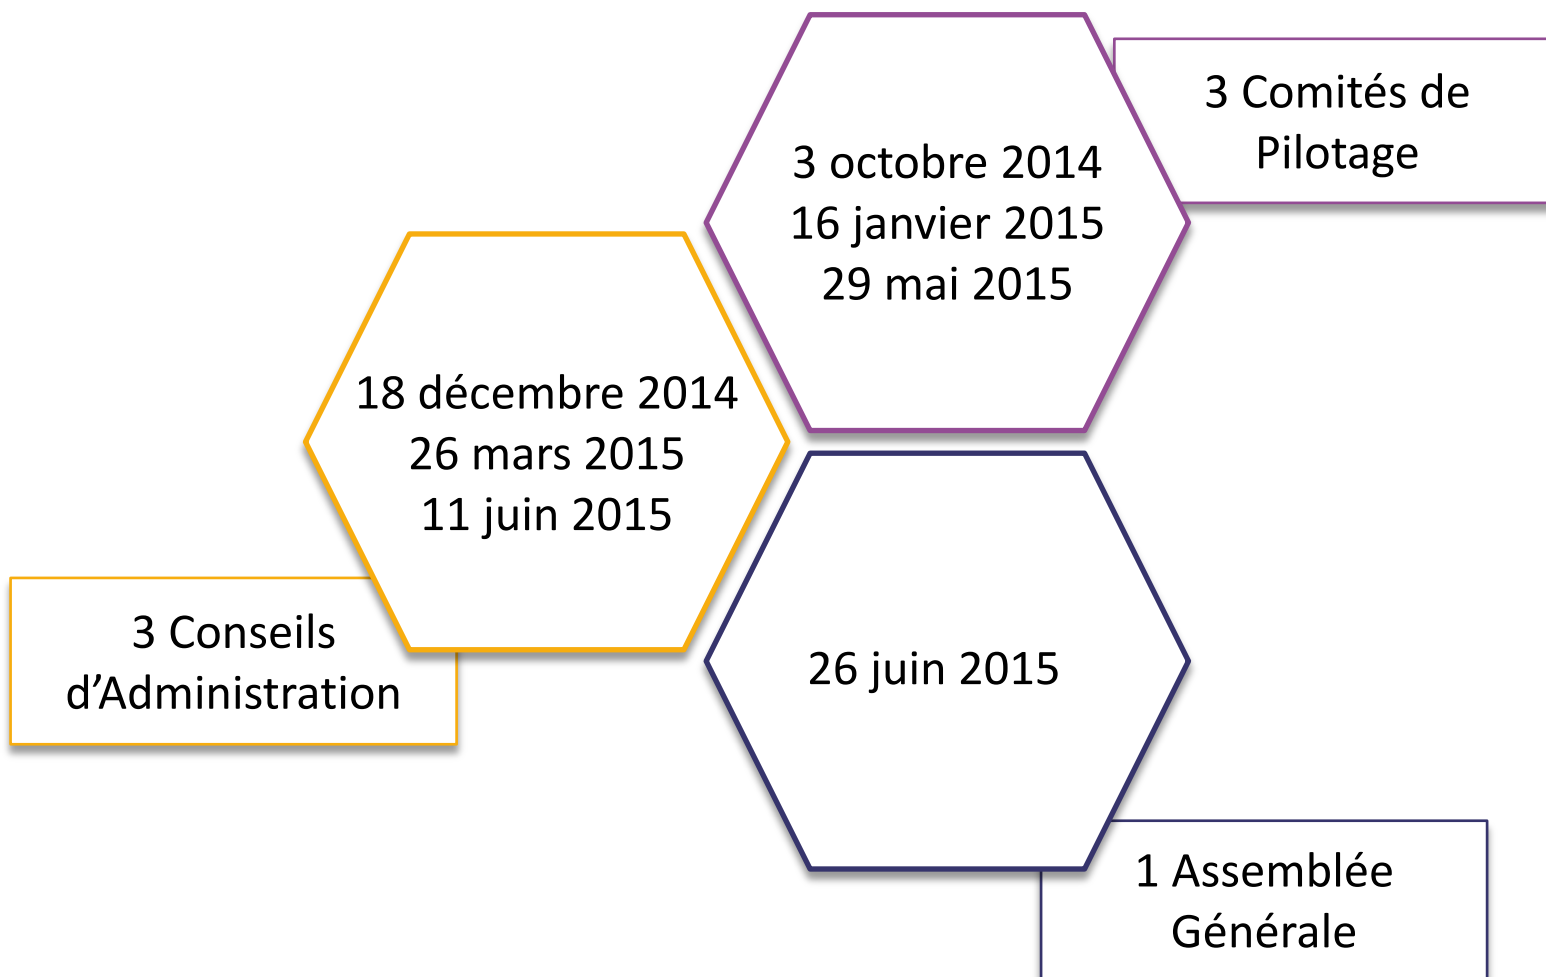 3 Comités de
Pilotage
3 octobre 2014
16 janvier 2015
29 mai 2015
18 décembre 2014
26 mars 2015
11 juin 2015
3 Conseils
d’Administration
26 juin 2015
1 Assemblée
Générale